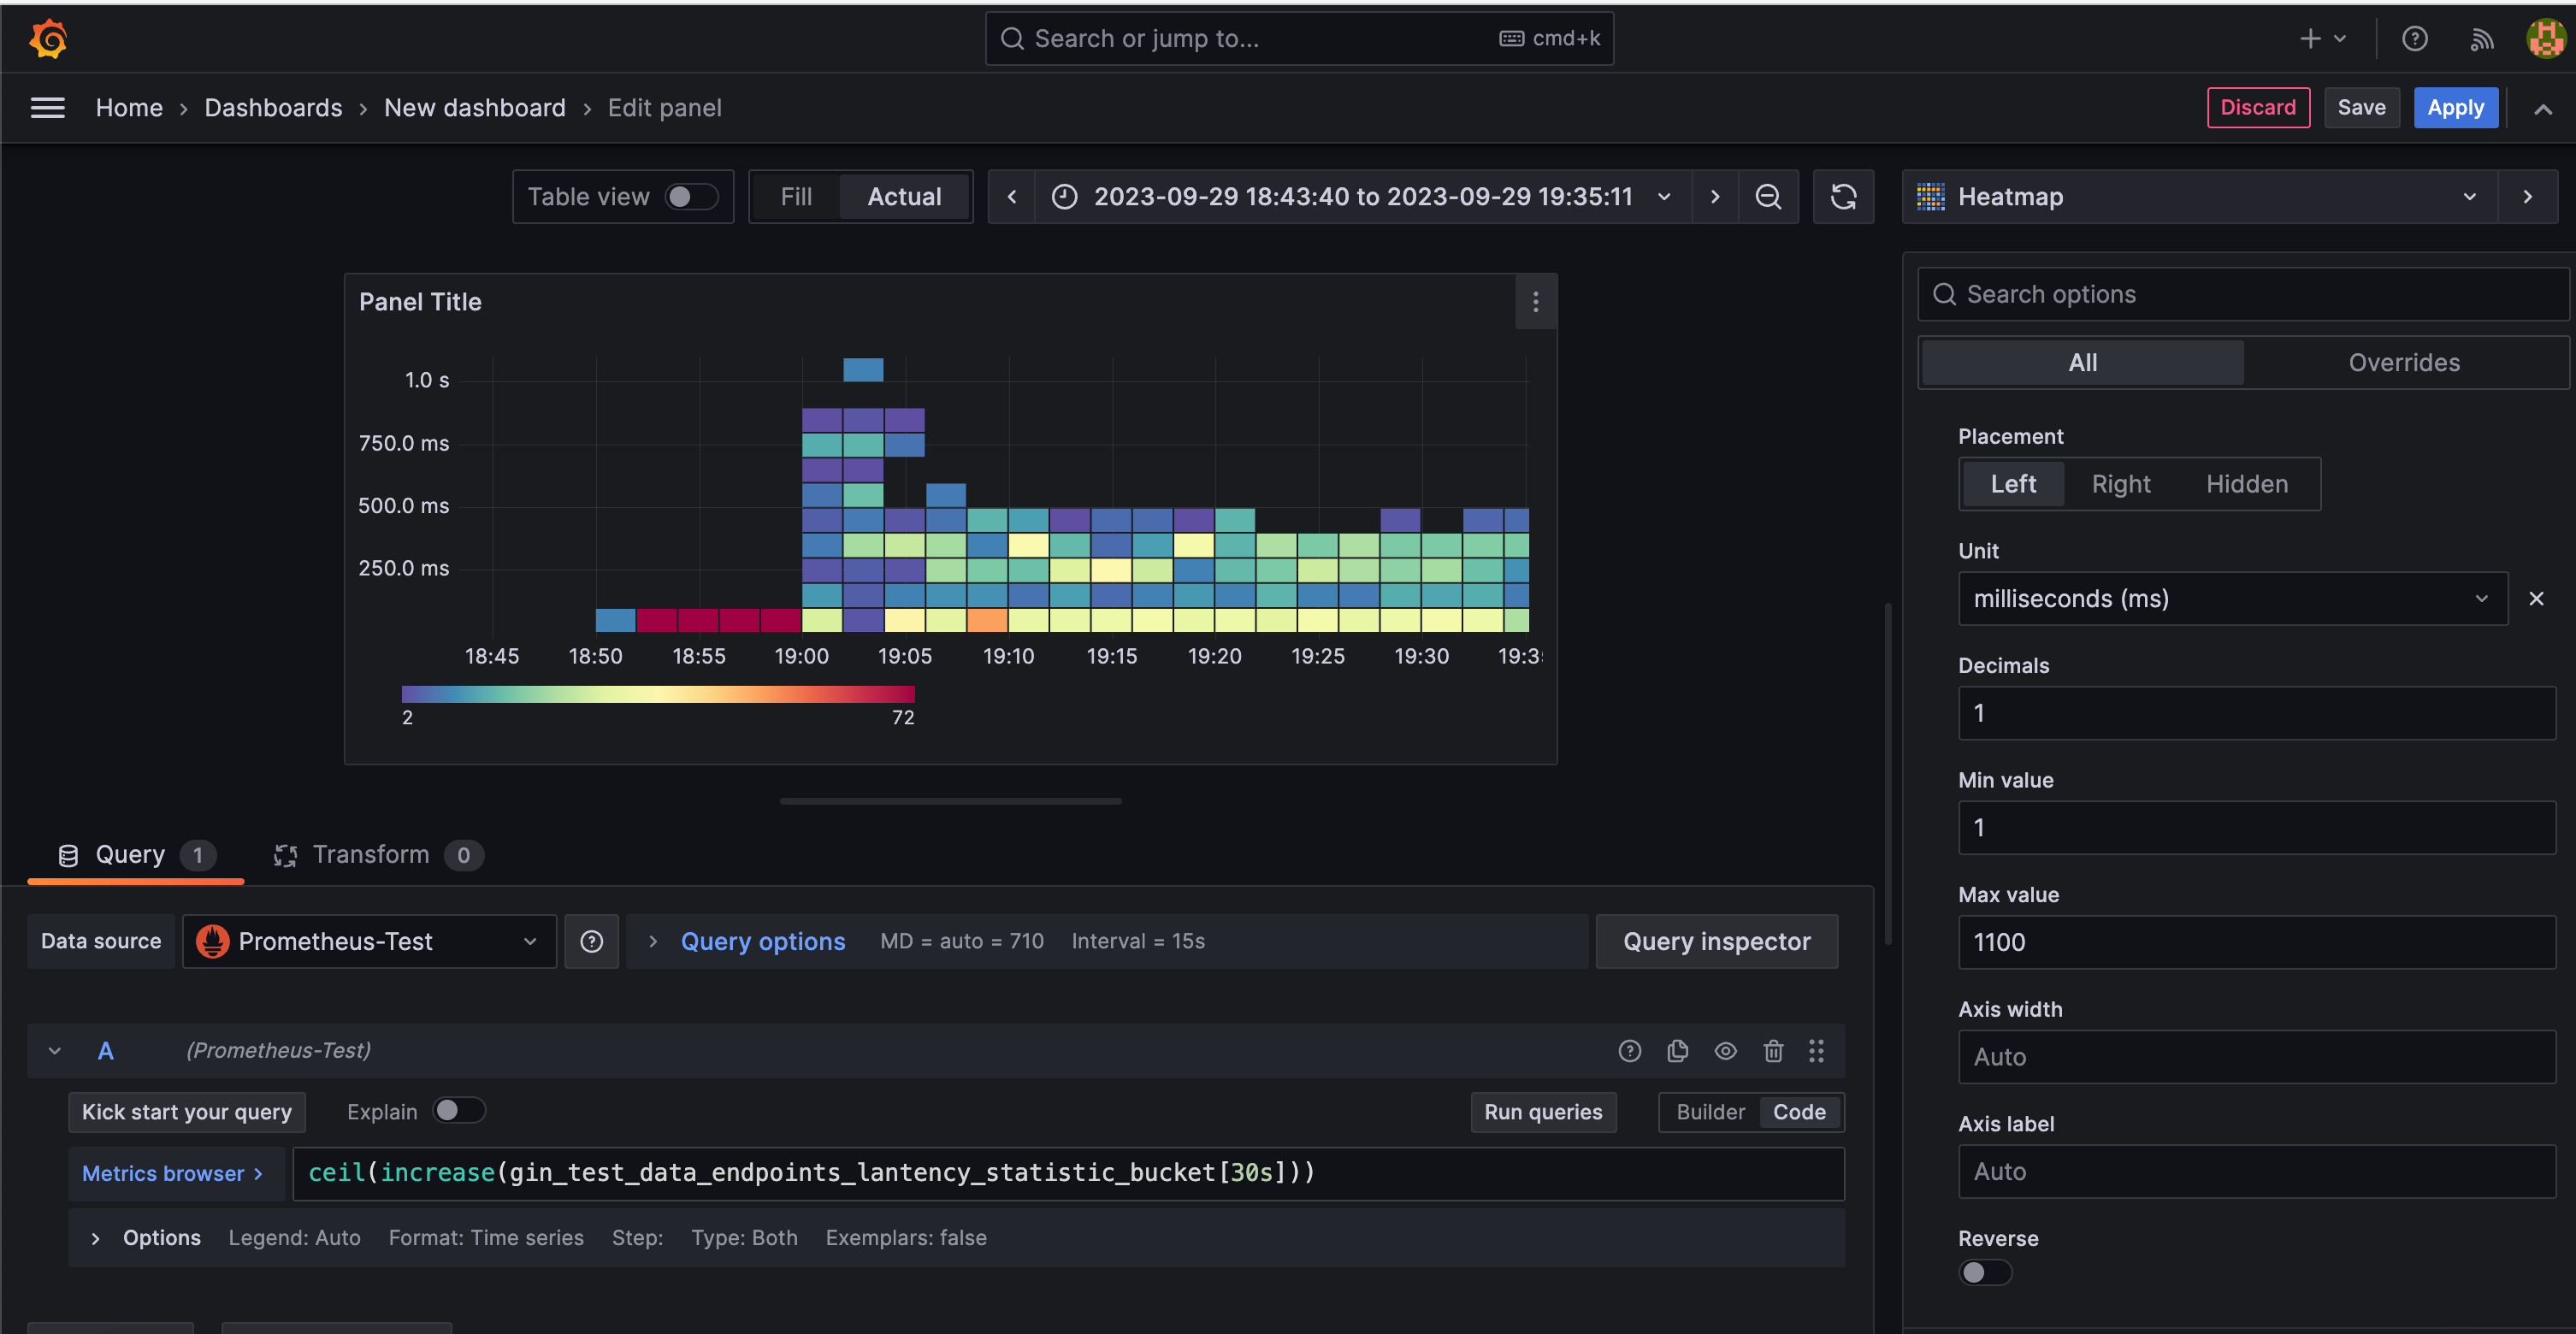 Search or jump to... cmd+k
Home › Dashboards › New dashboard › Edit panel Discard Save Apply
Table view Fill Actual 2023-09-29 18:43:40 to 2023-09-29 19:35:11 Heatmap
Search options
All Overrides
Panel Title
1.0 s
750.0 ms
500.0 ms
250.0 ms
18:45 18:50 18:55 19:00 19:05 19:10 19:15 19:20 19:25 19:30
2 72
Placement
Left Right Hidden
Unit
milliseconds (ms)
Decimals
1
Min value
1
Max value
1100
Axis width
Auto
Axis label
Auto
Reverse
Query 1 Transform 0
Data source Prometheus-Test Query options MD = auto = 710 Interval = 15s Query inspector
A (Prometheus-Test)
Kick start your query Explain Run queries Builder Code
Metrics browser > ceil(increase(gin_test_data_endpoints_lantency_statistic_bucket[30s]))
Options Legend: Auto Format: Time series Step: Type: Both Exemplars: false